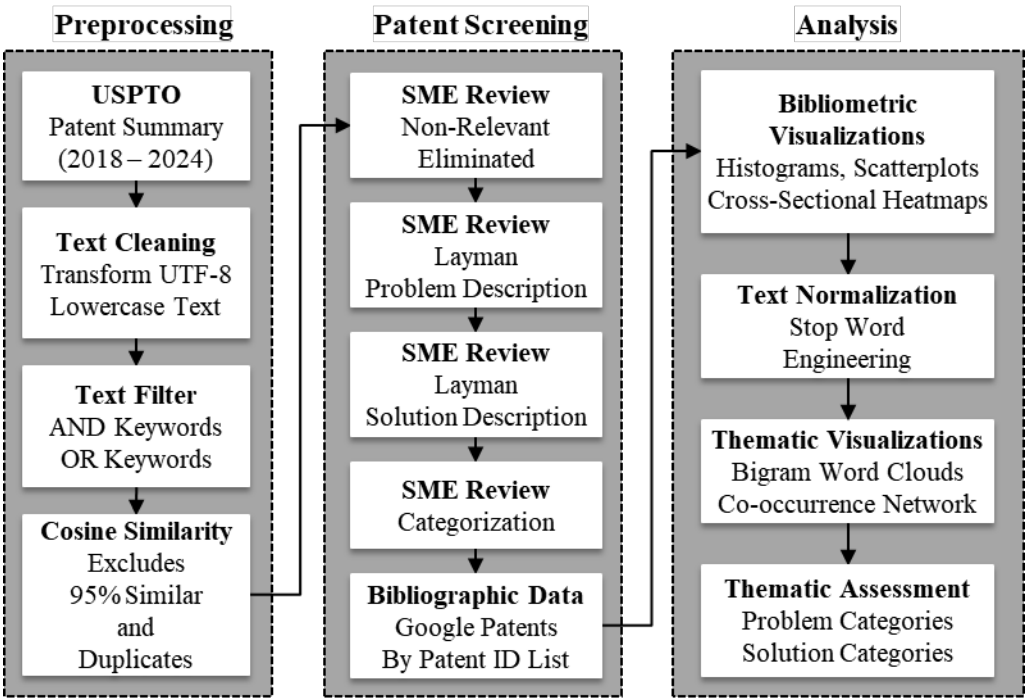 Preprocessing
USPTO
Patent Summary
(2018 – 2024)
Text Cleaning
Transform UTF-8
Lowercase Text
Text Filter
AND Keywords
OR Keywords
Cosine Similarity
Excludes
95% Similar
and
Duplicates
Patent Screening
SME Review
Non-Relevant
Eliminated
SME Review
Layman
Problem Description
SME Review
Layman
Solution Description
SME Review
Categorization
Bibliographic Data
Google Patents
By Patent ID List
Analysis
Bibliometric
Visualizations
Histograms, Scatterplots
Cross-Sectional Heatmaps
Text Normalization
Stop Word
Engineering
Thematic Visualizations
Bigram Word Clouds
Co-occurrence Network
Thematic Assessment
Problem Categories
Solution Categories